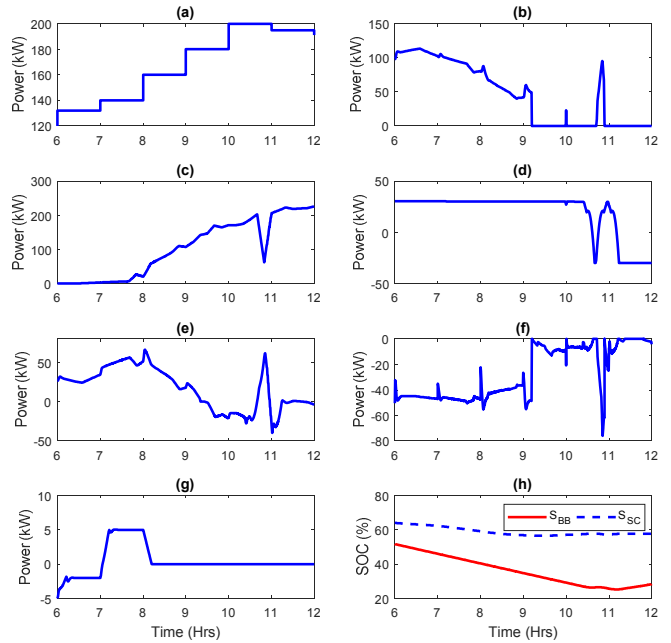 (a)
Power (kW)
200
180
160
140
120
6 7 8 9 10 11 12
(b)
Power (kW)
150
100
50
0
6 7 8 9 10 11 12
(c)
Power (kW)
300
200
100
0
6 7 8 9 10 11 12
(d)
Power (kW)
50
0
-50
6 7 8 9 10 11 12
(e)
Power (kW)
50
0
-50
6 7 8 9 10 11 12
(f)
Power (kW)
0
-20
-40
-60
-80
6 7 8 9 10 11 12
(g)
Power (kW)
10
5
0
-5
6 7 8 9 10 11 12
Time (Hrs)
(h)
SOC (%)
80
60
40
20
S_BB S_SC
6 7 8 9 10 11 12
Time (Hrs)